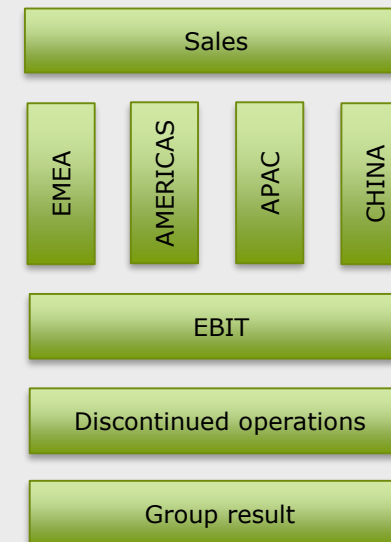 Sales
EMEA
AMERICAS
APAC
CHINA
EBIT
Discontinued operations
Group result